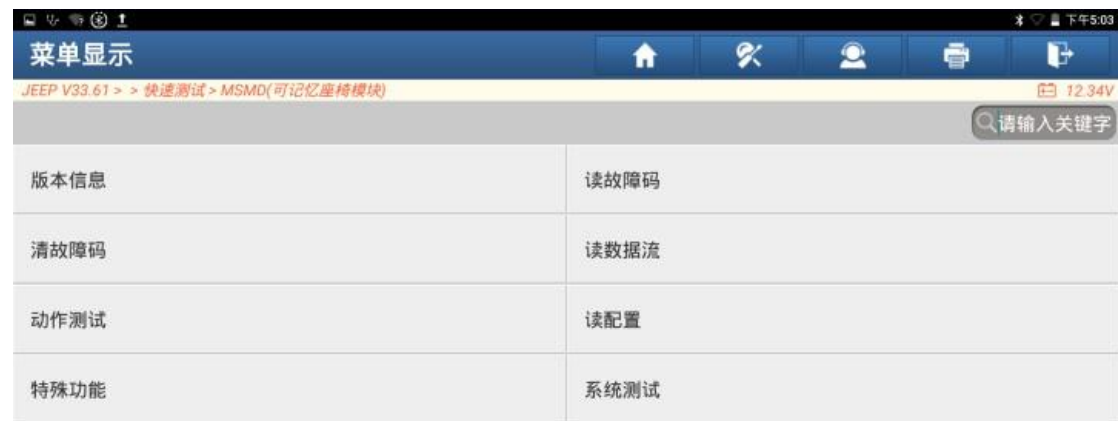 下午5:03
菜单显示
JEEP V33.61 > > 快速测试 > MSMD(可记忆座椅模块)
12.34V
请输入关键字
版本信息
读故障码
清故障码
读数据流
动作测试
读配置
特殊功能
系统测试